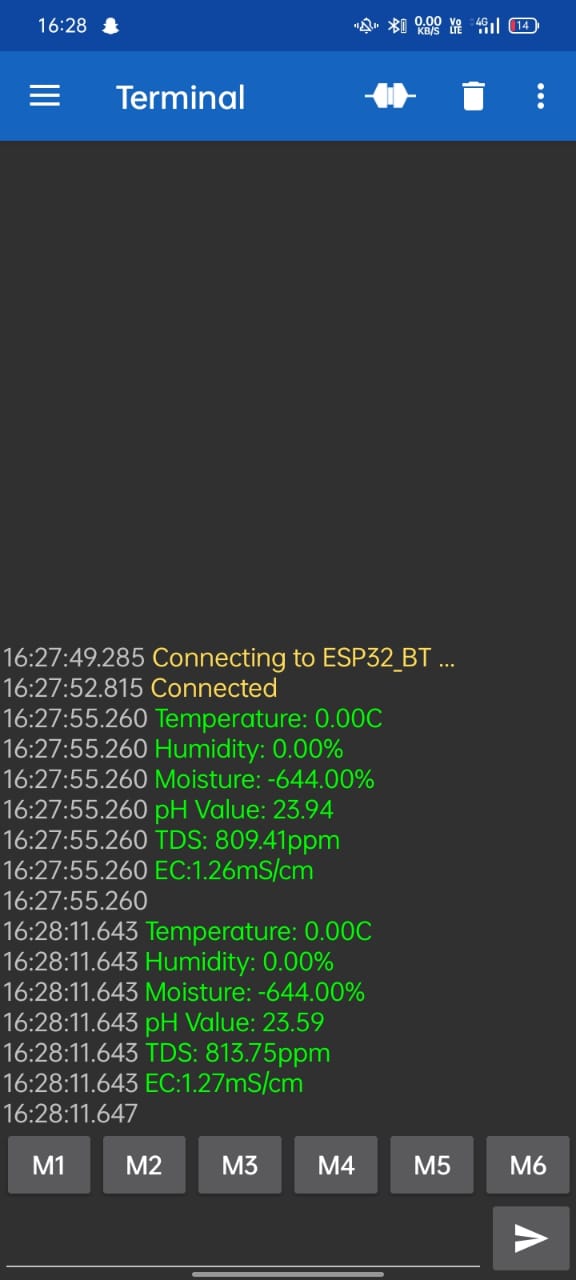 16:28 0.00 KB/S Vo LTE 4G 14
Terminal
16:27:49.285 Connecting to ESP32_BT ...
16:27:52.815 Connected
16:27:55.260 Temperature: 0.00C
16:27:55.260 Humidity: 0.00%
16:27:55.260 Moisture: -644.00%
16:27:55.260 pH Value: 23.94
16:27:55.260 TDS: 809.41ppm
16:27:55.260 EC:1.26mS/cm
16:27:55.260
16:28:11.643 Temperature: 0.00C
16:28:11.643 Humidity: 0.00%
16:28:11.643 Moisture: -644.00%
16:28:11.643 pH Value: 23.59
16:28:11.643 TDS: 813.75ppm
16:28:11.643 EC:1.27mS/cm
16:28:11.647
M1 M2 M3 M4 M5 M6